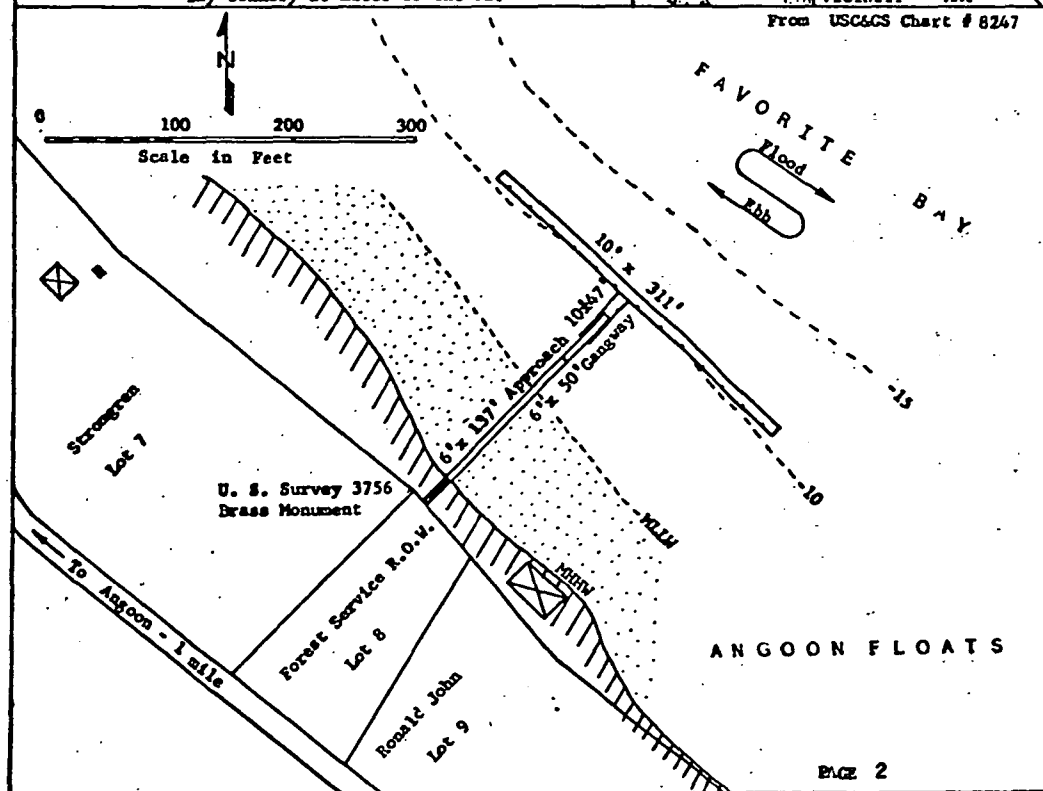 From USC&GS Chart # 8247
N
0 100 200 300
Scale in Feet
FAVORITE BAY
Flood
Ebb
10' x 311'
10x47'
6' x 137' Approach
6' x 50' Gangway
-15
-10
MLLW
MHHW
Strongren
Lot 7
U. S. Survey 3756
Brass Monument
Forest Service R.O.W.
Lot 8
To Angoon - 1 mile
Ronald John
Lot 9
ANGOON FLOATS
PAGE 2